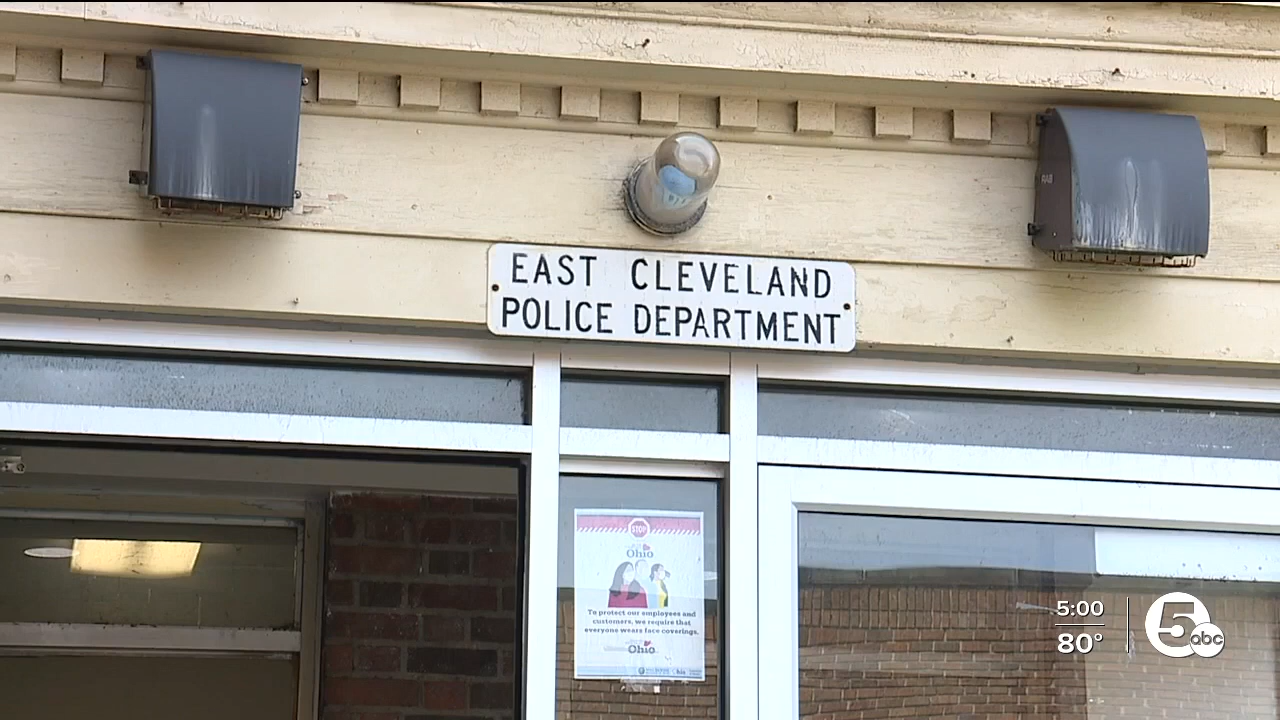 EAST CLEVELAND
POLICE DEPARTMENT
STOP
Ohio
To protect our employees and
customers, we require that
everyone wears face coverings.
Ohio
5:00
80°
5 abc